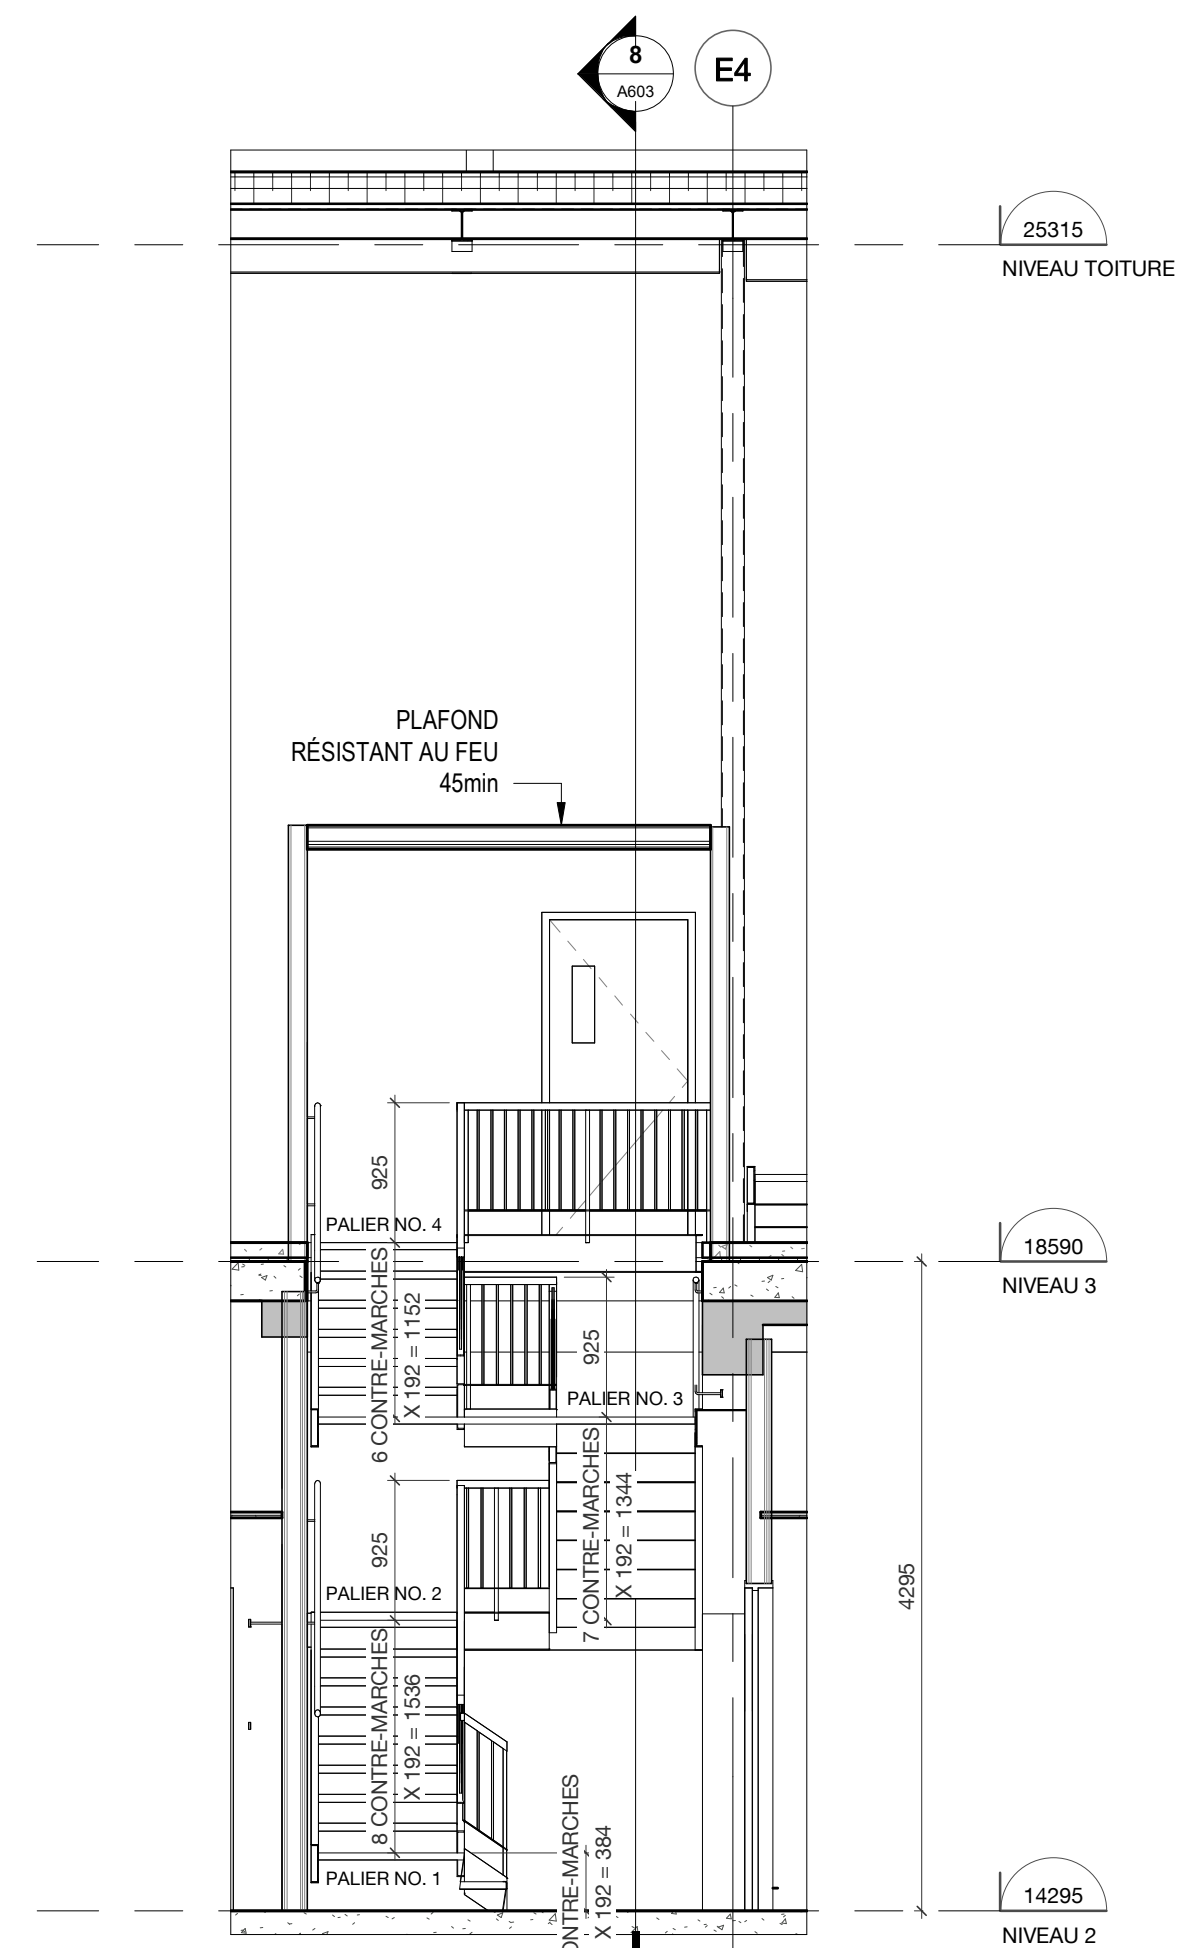 8
A603
E4
25315
NIVEAU TOITURE
PLAFOND
RÉSISTANT AU FEU
45min
925
PALIER NO. 4
18590
NIVEAU 3
6 CONTRE-MARCHES
X 192 = 1152
925
PALIER NO. 3
7 CONTRE-MARCHES
X 192 = 1344
925
PALIER NO. 2
4295
8 CONTRE-MARCHES
X 192 = 1536
PALIER NO. 1
ONTRE-MARCHES
X 192 = 384
14295
NIVEAU 2